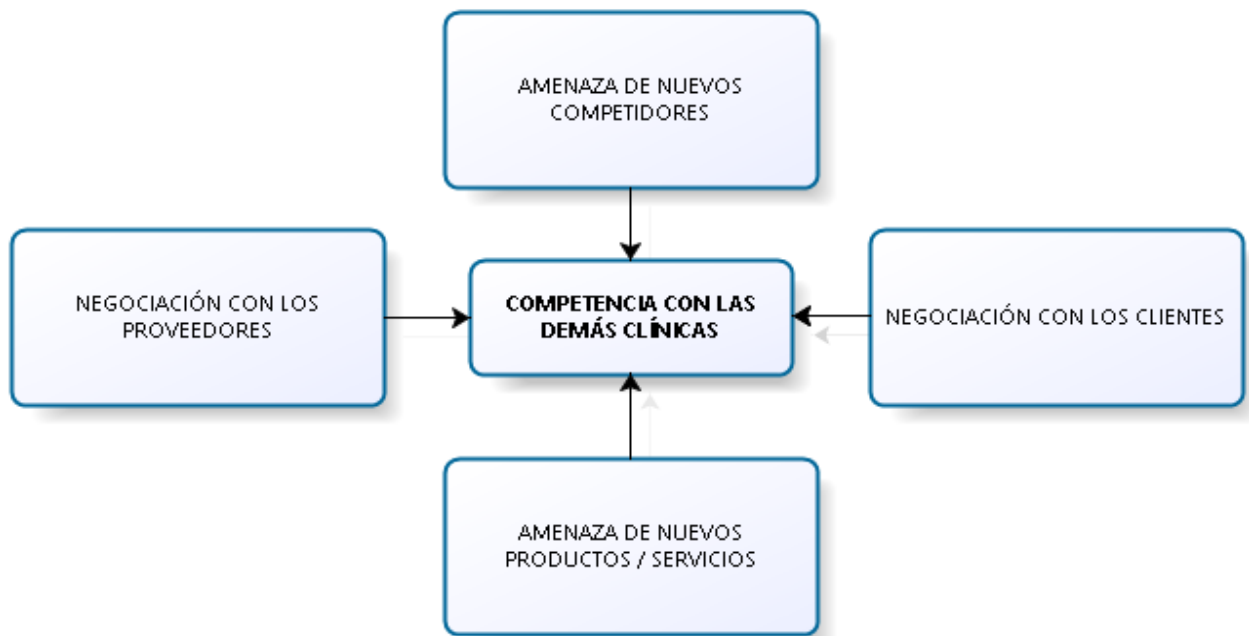 AMENAZA DE NUEVOS
COMPETIDORES
NEGOCIACIÓN CON LOS
PROVEEDORES
COMPETENCIA CON LAS
DEMÁS CLÍNICAS
NEGOCIACIÓN CON LOS CLIENTES
AMENAZA DE NUEVOS
PRODUCTOS / SERVICIOS